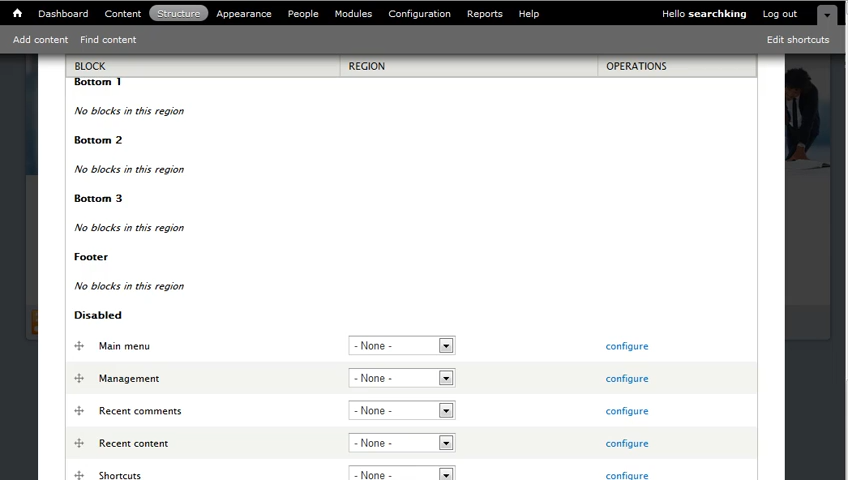 Dashboard Content Structure Appearance People Modules Configuration Reports Help Hello searchking Log out
Add content Find content Edit shortcuts
BLOCK REGION OPERATIONS
Bottom 1
No blocks in this region
Bottom 2
No blocks in this region
Bottom 3
No blocks in this region
Footer
No blocks in this region
Disabled
Main menu - None - configure
Management - None - configure
Recent comments - None - configure
Recent content - None - configure
Shortcuts - None - configure